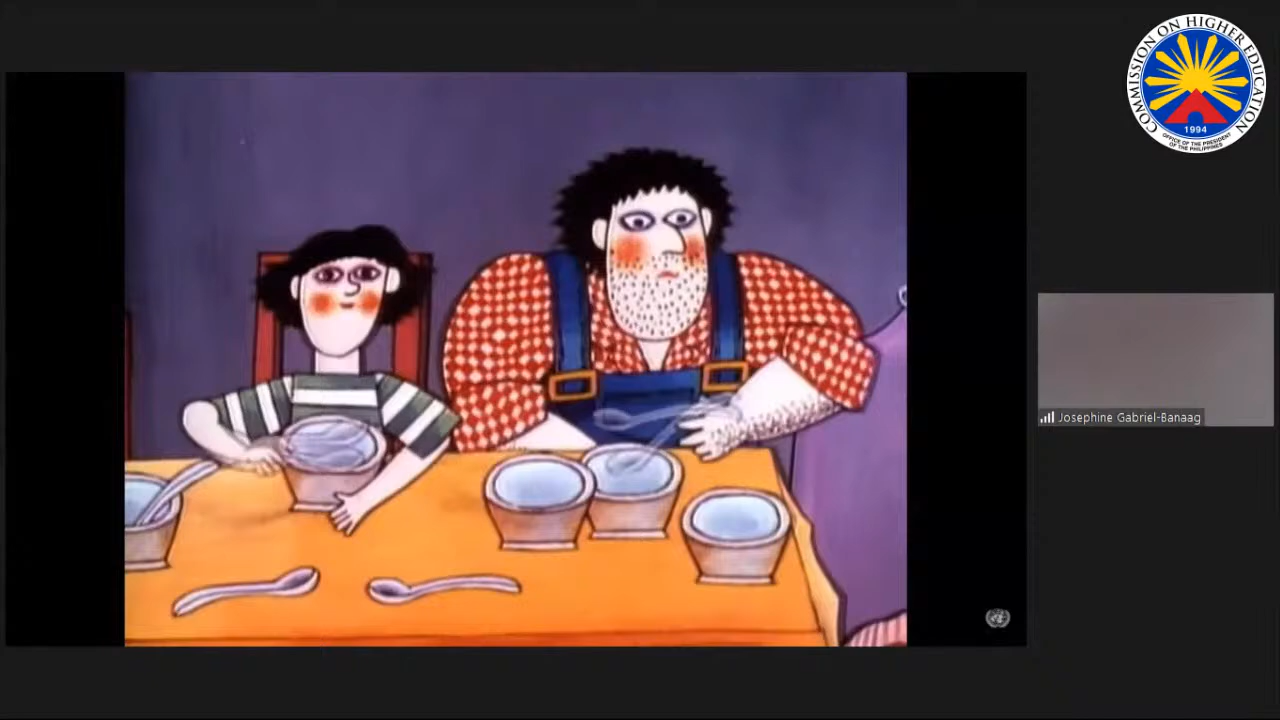 COMMISSION ON HIGHER EDUCATION
1994
OFFICE OF THE PRESIDENT
OF THE PHILIPPINES
Josephine Gabriel-Banaag